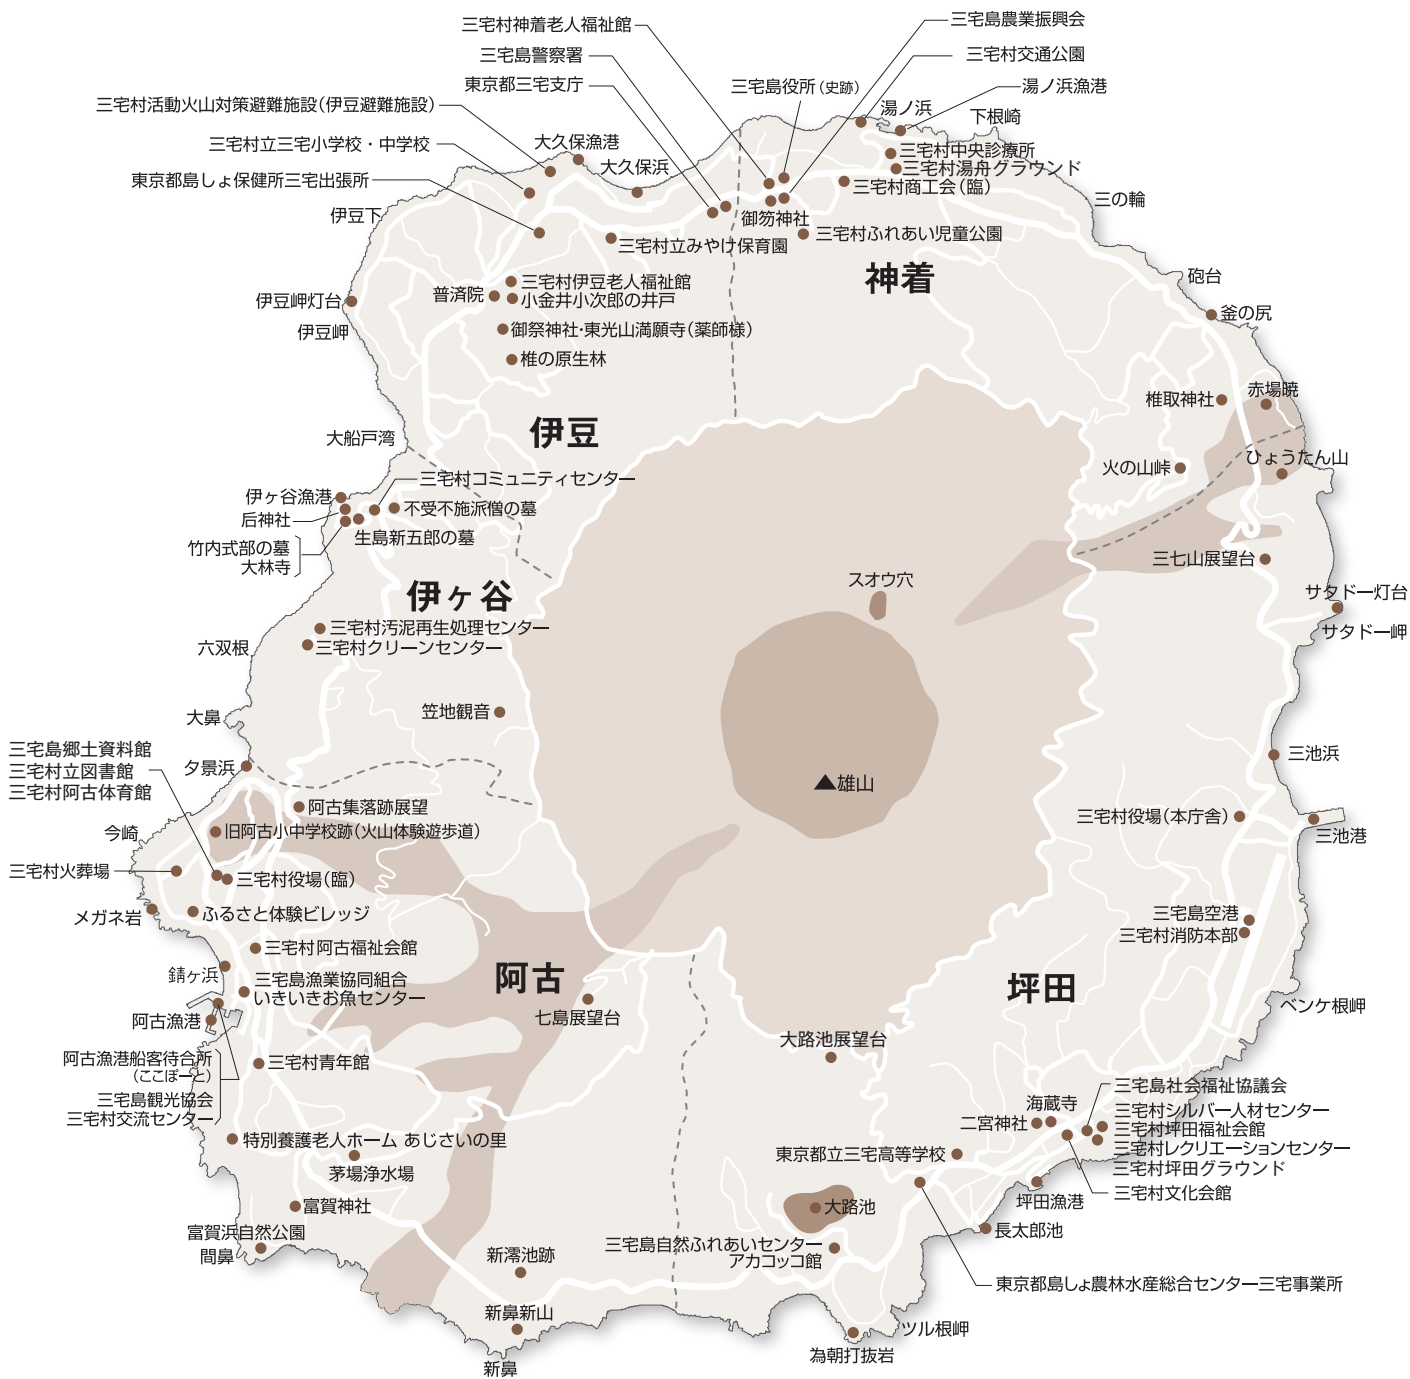 三宅村神着老人福祉館
三宅島農業振興会
三宅島警察署
三宅村交通公園
東京都三宅支庁
三宅島役所（史跡）
湯ノ浜漁港
三宅村活動火山対策避難施設（伊豆避難施設）
湯ノ浜
下根崎
三宅村立三宅小学校・中学校
大久保漁港
三宅村中央診療所
大久保浜
三宅村湯舟グラウンド
東京都島しょ保健所三宅出張所
三宅村商工会（臨）
三の輪
伊豆下
御笏神社
三宅村立みやけ保育園
三宅村ふれあい児童公園
神着
砲台
三宅村伊豆老人福祉館
普済院
小金井小次郎の井戸
伊豆岬灯台
釜の尻
伊豆岬
御祭神社・東光山満願寺（薬師様）
椎の原生林
椎取神社
赤場暁
伊豆
大船戸湾
ひょうたん山
火の山峠
三宅村コミュニティセンター
伊ヶ谷漁港
不受不施派僧の墓
后神社
生島新五郎の墓
竹内式部の墓
大林寺
三七山展望台
スオウ穴
伊ヶ谷
サタドー灯台
サタドー岬
三宅村汚泥再生処理センター
三宅村クリーンセンター
六双根
笠地観音
大鼻
三宅島郷土資料館
三宅村立図書館
三宅村阿古体育館
夕景浜
三池浜
雄山
阿古集落跡展望
三宅村役場（本庁舎）
今崎
旧阿古小中学校跡（火山体験遊歩道）
三池港
三宅村火葬場
三宅村役場（臨）
メガネ岩
ふるさと体験ビレッジ
三宅島空港
三宅村消防本部
三宅村阿古福祉会館
錆ヶ浜
三宅島漁業協同組合
いきいきお魚センター
阿古
坪田
ベンケ根岬
七島展望台
阿古漁港
大路池展望台
阿古漁港船客待合所
（ここぽーと）
三宅島観光協会
三宅村交流センター
三宅村青年館
三宅島社会福祉協議会
海蔵寺
二宮神社
三宅村シルバー人材センター
三宅村坪田福祉会館
三宅村レクリエーションセンター
三宅村坪田グラウンド
三宅村文化会館
特別養護老人ホーム あじさいの里
茅場浄水場
東京都立三宅高等学校
坪田漁港
富賀神社
大路池
富賀浜自然公園
間鼻
長太郎池
三宅島自然ふれあいセンター
アカコッコ館
新澪池跡
東京都島しょ農林水産総合センター三宅事業所
新鼻新山
ツル根岬
為朝打抜岩
新鼻